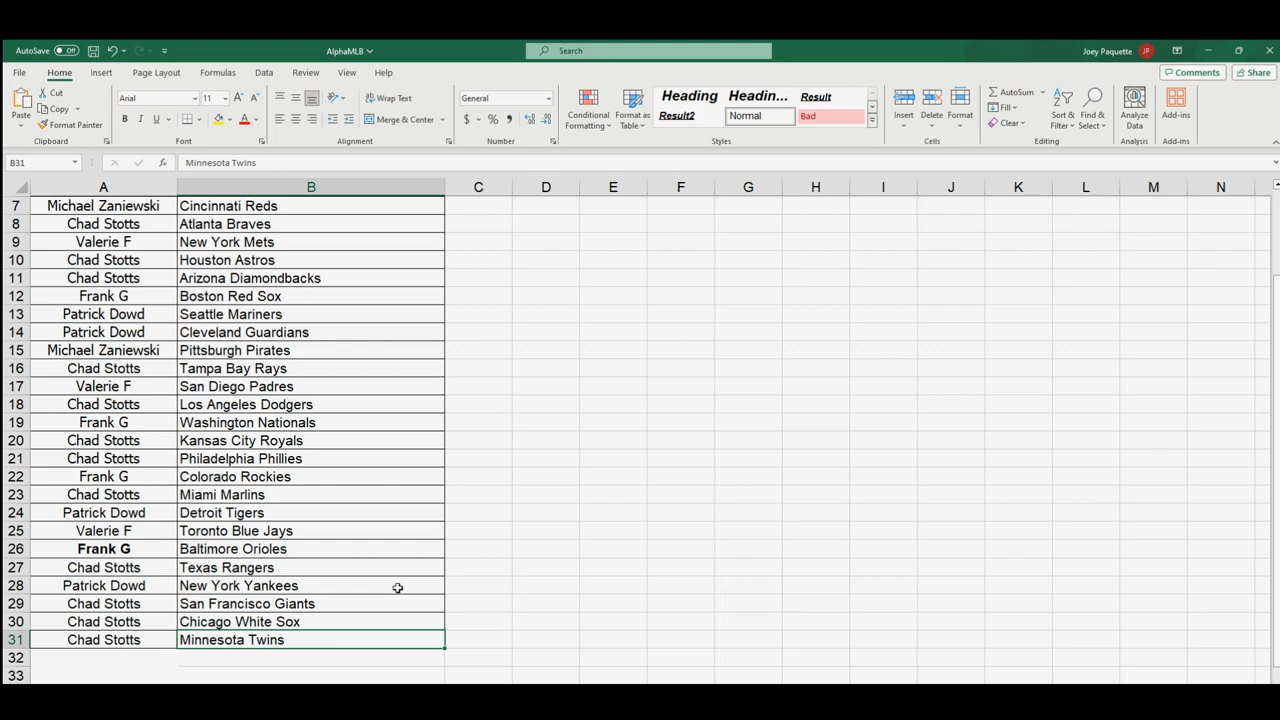 AutoSave Off AlphaMLB Search Joey Paquette JP
File Home Insert Page Layout Formulas Data Review View Help Comments Share
Paste Cut Copy Format Painter Clipboard
Arial 11 A A B I U A Font
Wrap Text Merge & Center Alignment
General $ % , Number
Conditional Formatting Format as Table Heading Headin... Result Result2 Normal Bad Styles
Insert Delete Format Cells
AutoSum Fill Clear Sort & Filter Find & Select Editing
Analyze Data Analysis
Add-ins Add-ins
B31 fx Minnesota Twins
A B C D E F G H I J K L M N
7 Michael Zaniewski Cincinnati Reds
8 Chad Stotts Atlanta Braves
9 Valerie F New York Mets
10 Chad Stotts Houston Astros
11 Chad Stotts Arizona Diamondbacks
12 Frank G Boston Red Sox
13 Patrick Dowd Seattle Mariners
14 Patrick Dowd Cleveland Guardians
15 Michael Zaniewski Pittsburgh Pirates
16 Chad Stotts Tampa Bay Rays
17 Valerie F San Diego Padres
18 Chad Stotts Los Angeles Dodgers
19 Frank G Washington Nationals
20 Chad Stotts Kansas City Royals
21 Chad Stotts Philadelphia Phillies
22 Frank G Colorado Rockies
23 Chad Stotts Miami Marlins
24 Patrick Dowd Detroit Tigers
25 Valerie F Toronto Blue Jays
26 Frank G Baltimore Orioles
27 Chad Stotts Texas Rangers
28 Patrick Dowd New York Yankees
29 Chad Stotts San Francisco Giants
30 Chad Stotts Chicago White Sox
31 Chad Stotts Minnesota Twins
32
33